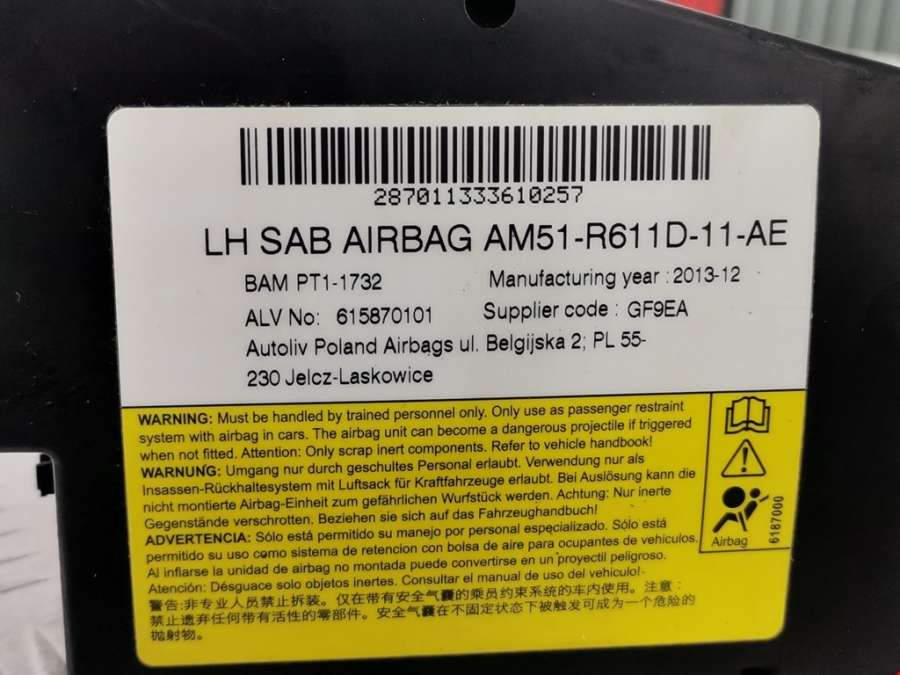 287011333610257
LH SAB AIRBAG AM51-R611D-11-AE
BAM PT1-1732 Manufacturing year : 2013-12
ALV No: 615870101 Supplier code : GF9EA
Autoliv Poland Airbags ul. Belgijska 2; PL 55-
230 Jelcz-Laskowice
WARNING: Must be handled by trained personnel only. Only use as passenger restraint
system with airbag in cars. The airbag unit can become a dangerous projectile if triggered
when not fitted. Attention: Only scrap inert components. Refer to vehicle handbook!
WARNUNG: Umgang nur durch geschultes Personal erlaubt. Verwendung nur als
Insassen-Rückhaltesystem mit Luftsack für Kraftfahrzeuge erlaubt. Bei Auslösung kann die
nicht montierte Airbag-Einheit zum gefährlichen Wurfstück werden. Achtung: Nur inerte
Gegenstände verschrotten. Beziehen sie sich auf das Fahrzeughandbuch!
ADVERTENCIA: Sólo está permitido su manejo por personal especializado. Sólo está
permitido su uso como sistema de retencion con bolsa de aire para ocupantes de vehiculos.
Al infiarse la unidad de airbag no montada puede convertirse en un proyectil peligroso.
Atención: Désguace solo objetos inertes. Consultar el manual de uso del vehiculo!
警告:非专业人员禁止拆装。仅在带有安全气囊的乘员约束系统的车内使用。注意:
禁止遗弃任何带有活性的零部件。安全气囊在不固定状态下被触发可成为一个危险的
抛射物。
Airbag
6187000